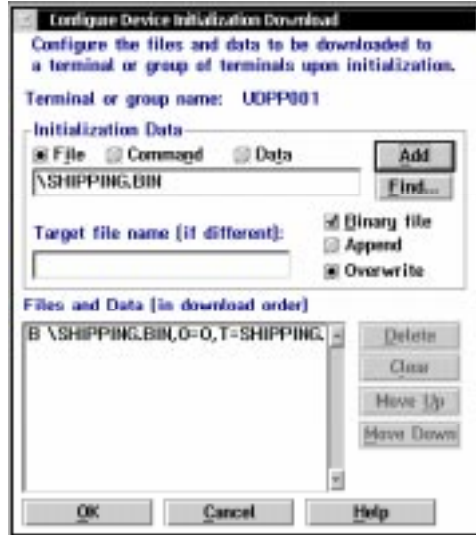 Configure Device Initialization Download
Configure the files and data to be downloaded to
a terminal or group of terminals upon initialization.
Terminal or group name: UDPP001
Initialization Data
File Command Data
Add
\SHIPPING.BIN
Find...
Binary file
Target file name (if different):
Append
Overwrite
Files and Data (in download order)
B \SHIPPING.BIN,O=O,T=SHIPPING.
Delete
Clear
Move Up
Move Down
OK Cancel Help